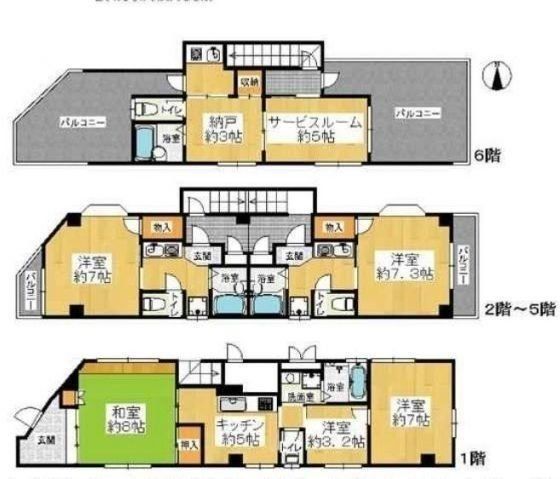 バルコニー
収納
トイレ
浴室
納戸
約3帖
サービスルーム
約5帖
バルコニー
6階
物入
洋室
約7帖
バルコニー
玄関
トイレ
浴室
浴室
玄関
物入
洋室
約7.3帖
トイレ
バルコニー
2階~5階
和室
約8帖
玄関
押入
キッチン
約5帖
洗面室
浴室
トイレ
洋室
約3.2帖
洋室
約7帖
1階